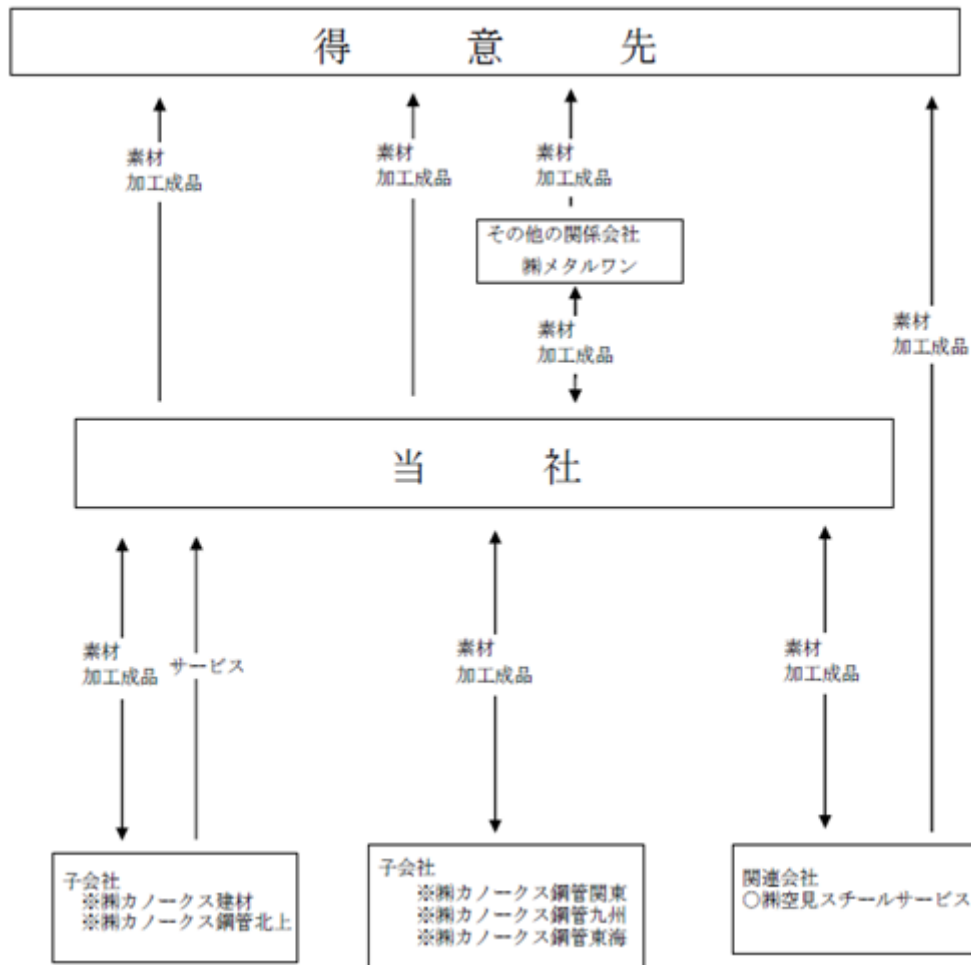 得意先
素材
加工成品
素材
加工成品
素材
加工成品
その他の関係会社
㈱メタルワン
素材
加工成品
素材
加工成品
当社
素材
加工成品
サービス
素材
加工成品
素材
加工成品
子会社
※㈱カノークス建材
※㈱カノークス鋼管北上
子会社
※㈱カノークス鋼管関東
※㈱カノークス鋼管九州
※㈱カノークス鋼管東海
関連会社
○㈱空見スチールサービス